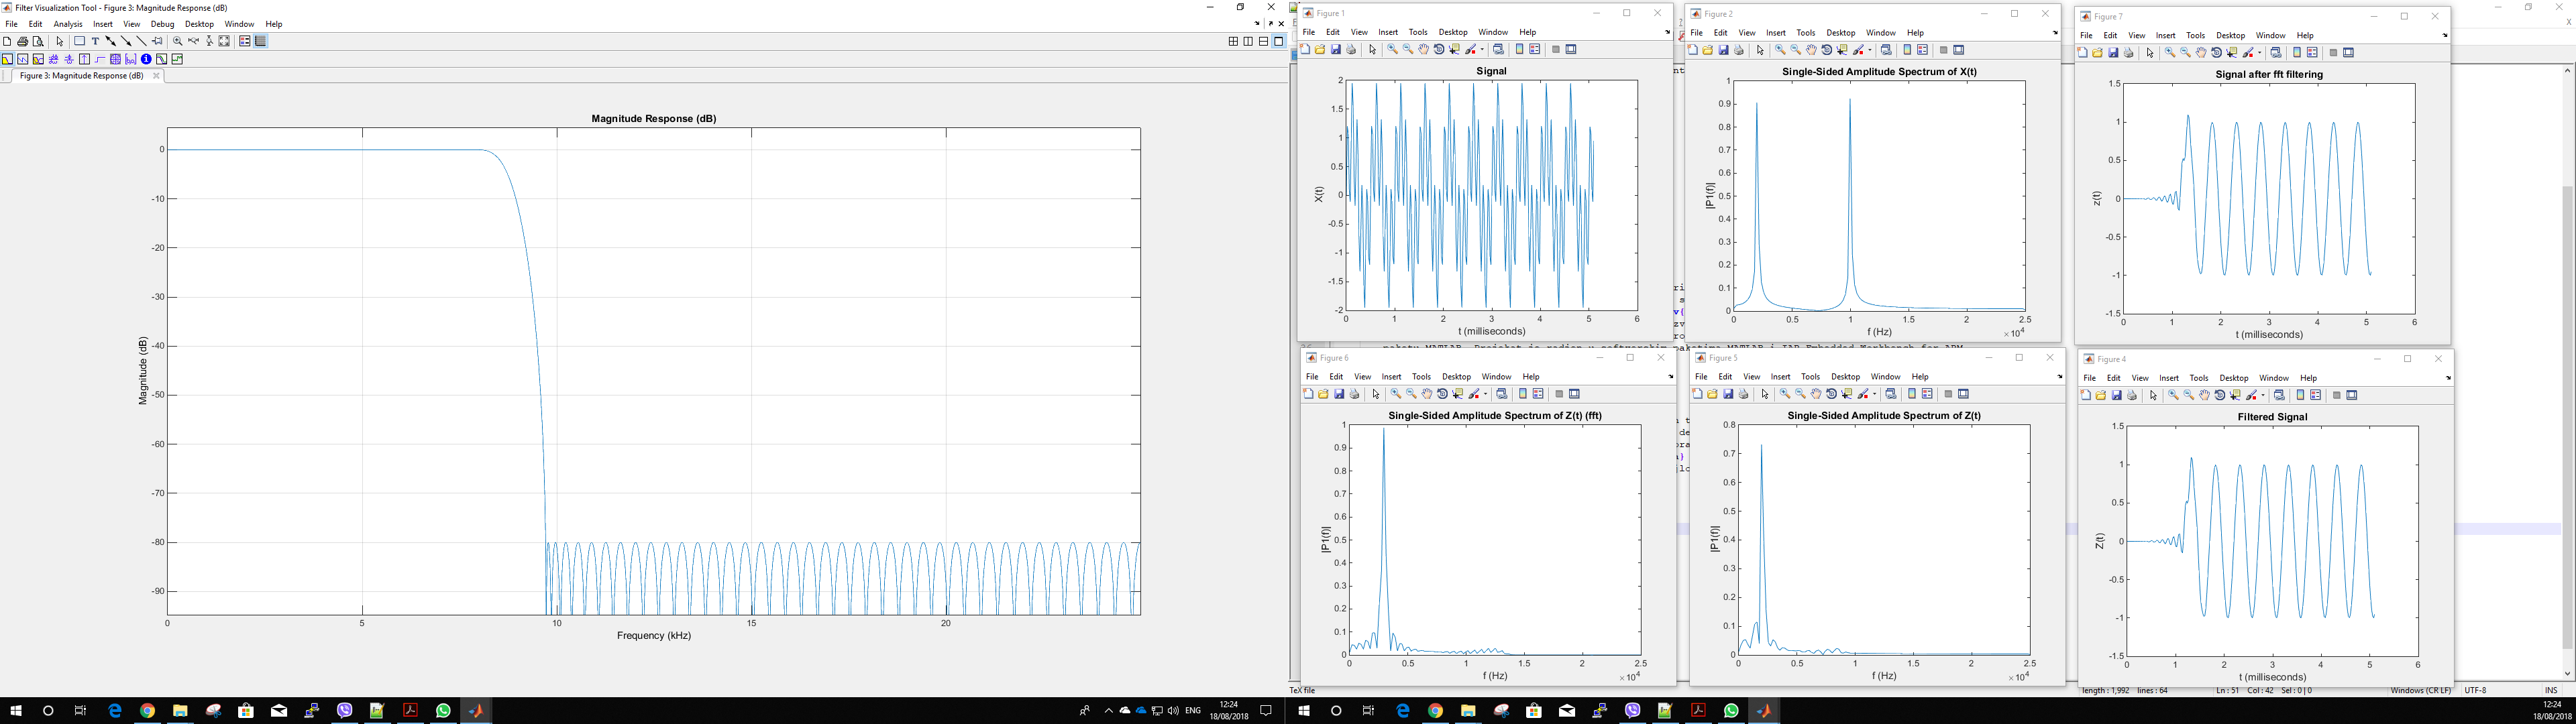 Filter Visualization Tool - Figure 3: Magnitude Response (dB)
File Edit Analysis Insert View Debug Desktop Window Help
Figure 3: Magnitude Response (dB)
Magnitude Response (dB)
Magnitude (dB)
0
-10
-20
-30
-40
-50
-60
-70
-80
-90
0 5 10 15 20
Frequency (kHz)
Figure 1
File Edit View Insert Tools Desktop Window Help
Signal
X(t)
2
1.5
1
0.5
0
-0.5
-1
-1.5
-2
0 1 2 3 4 5 6
t (milliseconds)
Figure 2
File Edit View Insert Tools Desktop Window Help
Single-Sided Amplitude Spectrum of X(t)
|P1(f)|
1
0.9
0.8
0.7
0.6
0.5
0.4
0.3
0.2
0.1
0
0 0.5 1 1.5 2 2.5
×10^4
f (Hz)
Figure 7
File Edit View Insert Tools Desktop Window Help
Signal after fft filtering
z(t)
1.5
1
0.5
0
-0.5
-1
-1.5
0 1 2 3 4 5 6
t (milliseconds)
Figure 6
File Edit View Insert Tools Desktop Window Help
Single-Sided Amplitude Spectrum of Z(t) (fft)
|P1(f)|
1
0.9
0.8
0.7
0.6
0.5
0.4
0.3
0.2
0.1
0
0 0.5 1 1.5 2 2.5
×10^4
f (Hz)
Figure 5
File Edit View Insert Tools Desktop Window Help
Single-Sided Amplitude Spectrum of Z(t)
|P1(f)|
0.8
0.7
0.6
0.5
0.4
0.3
0.2
0.1
0
0 0.5 1 1.5 2 2.5
×10^4
f (Hz)
Figure 4
File Edit View Insert Tools Desktop Window Help
Filtered Signal
Z(t)
1.5
1
0.5
0
-0.5
-1
-1.5
0 1 2 3 4 5 6
t (milliseconds)
TeX file
length : 1,992 lines : 64 Ln : 51 Col : 42 Sel : 0 | 0 Windows (CR LF) UTF-8 INS
ENG
12:24
18/08/2018
12:24
18/08/2018